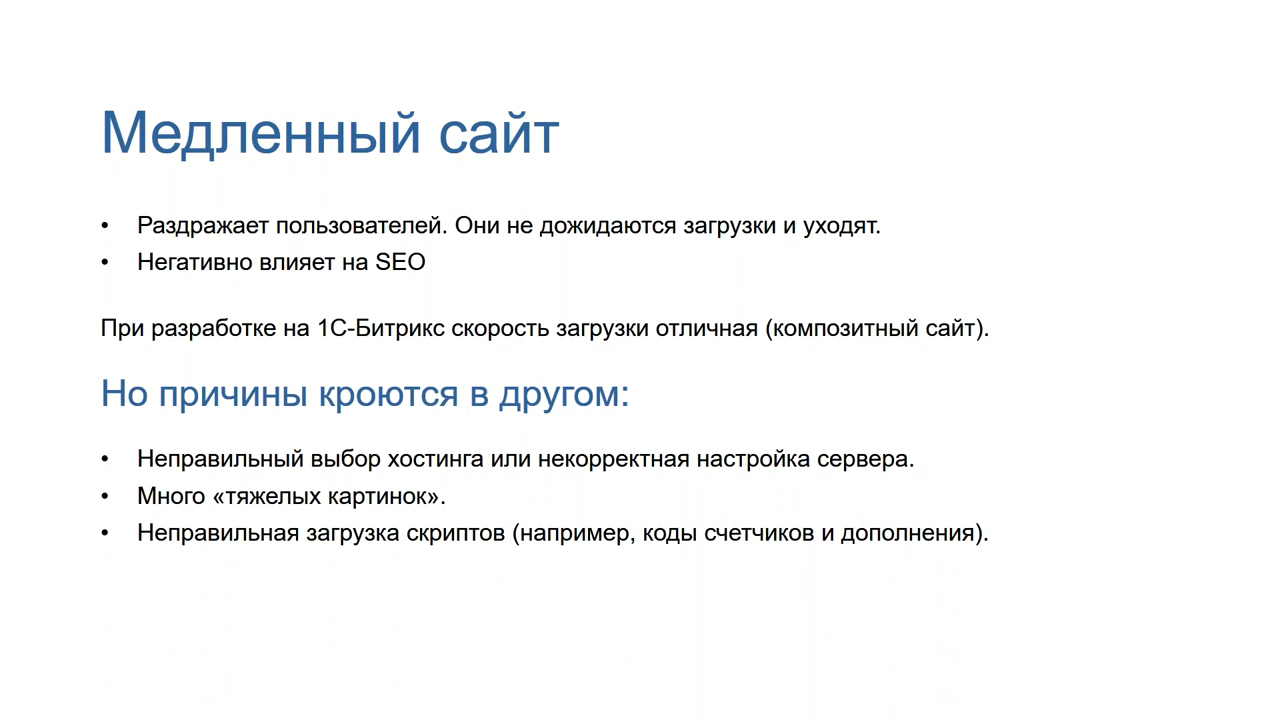 Медленный сайт
• Раздражает пользователей. Они не дожидаются загрузки и уходят.
• Негативно влияет на SEO
При разработке на 1С-Битрикс скорость загрузки отличная (композитный сайт).
Но причины кроются в другом:
• Неправильный выбор хостинга или некорректная настройка сервера.
• Много «тяжелых картинок».
• Неправильная загрузка скриптов (например, коды счетчиков и дополнения).